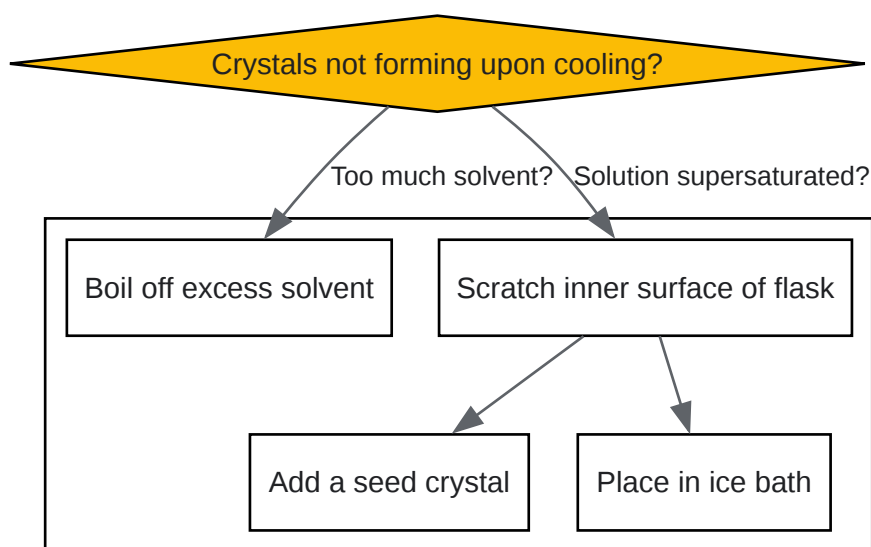 Crystals not forming upon cooling?
Too much solvent?
Solution supersaturated?
Boil off excess solvent
Scratch inner surface of flask
Add a seed crystal
Place in ice bath